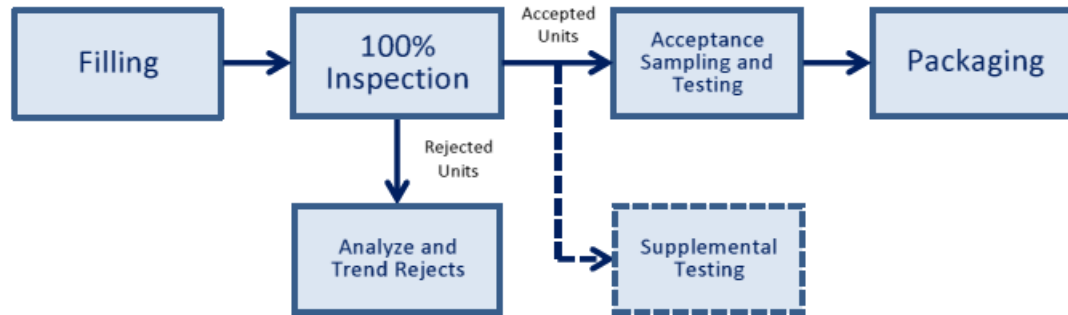 Filling
100%
Inspection
Accepted
Units
Acceptance
Sampling and
Testing
Packaging
Rejected
Units
Analyze and
Trend Rejects
Supplemental
Testing